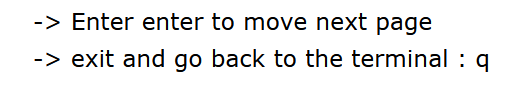 -> Enter enter to move next page
-> exit and go back to the terminal : q